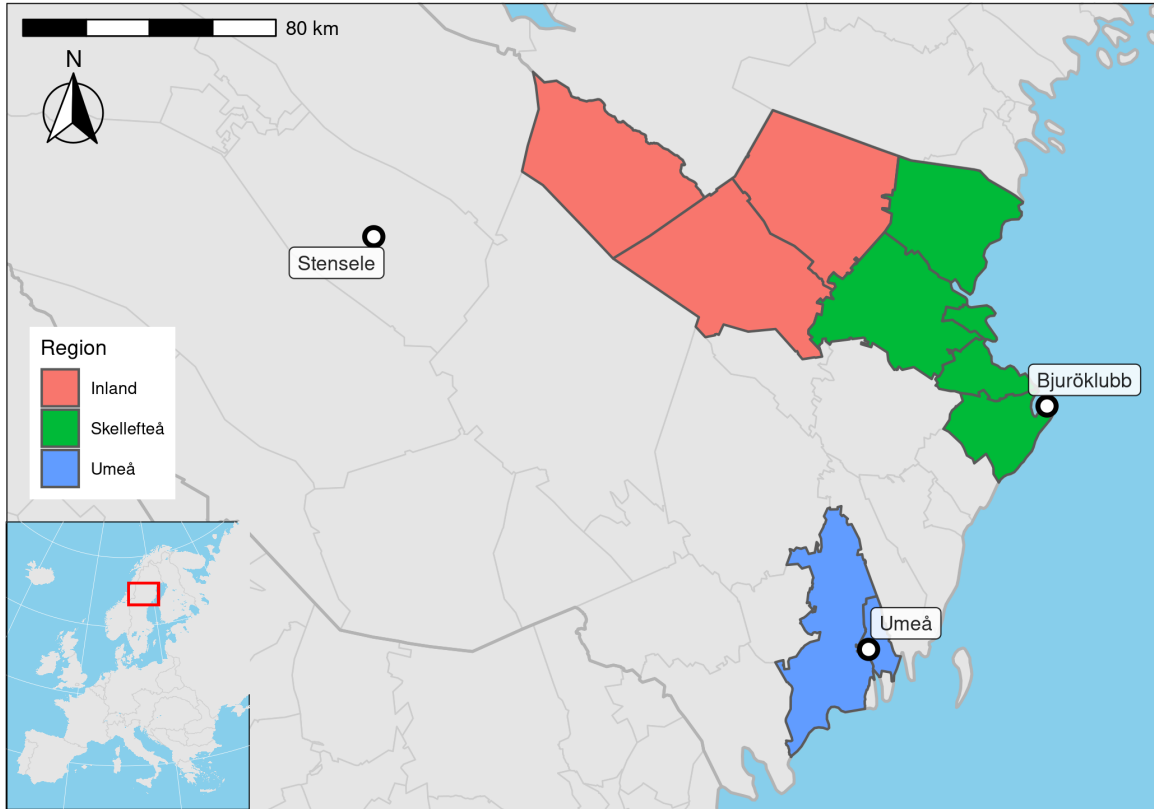 80 km
N
Stensele
Region
Inland
Skellefteå
Umeå
Bjuröklubb
Umeå